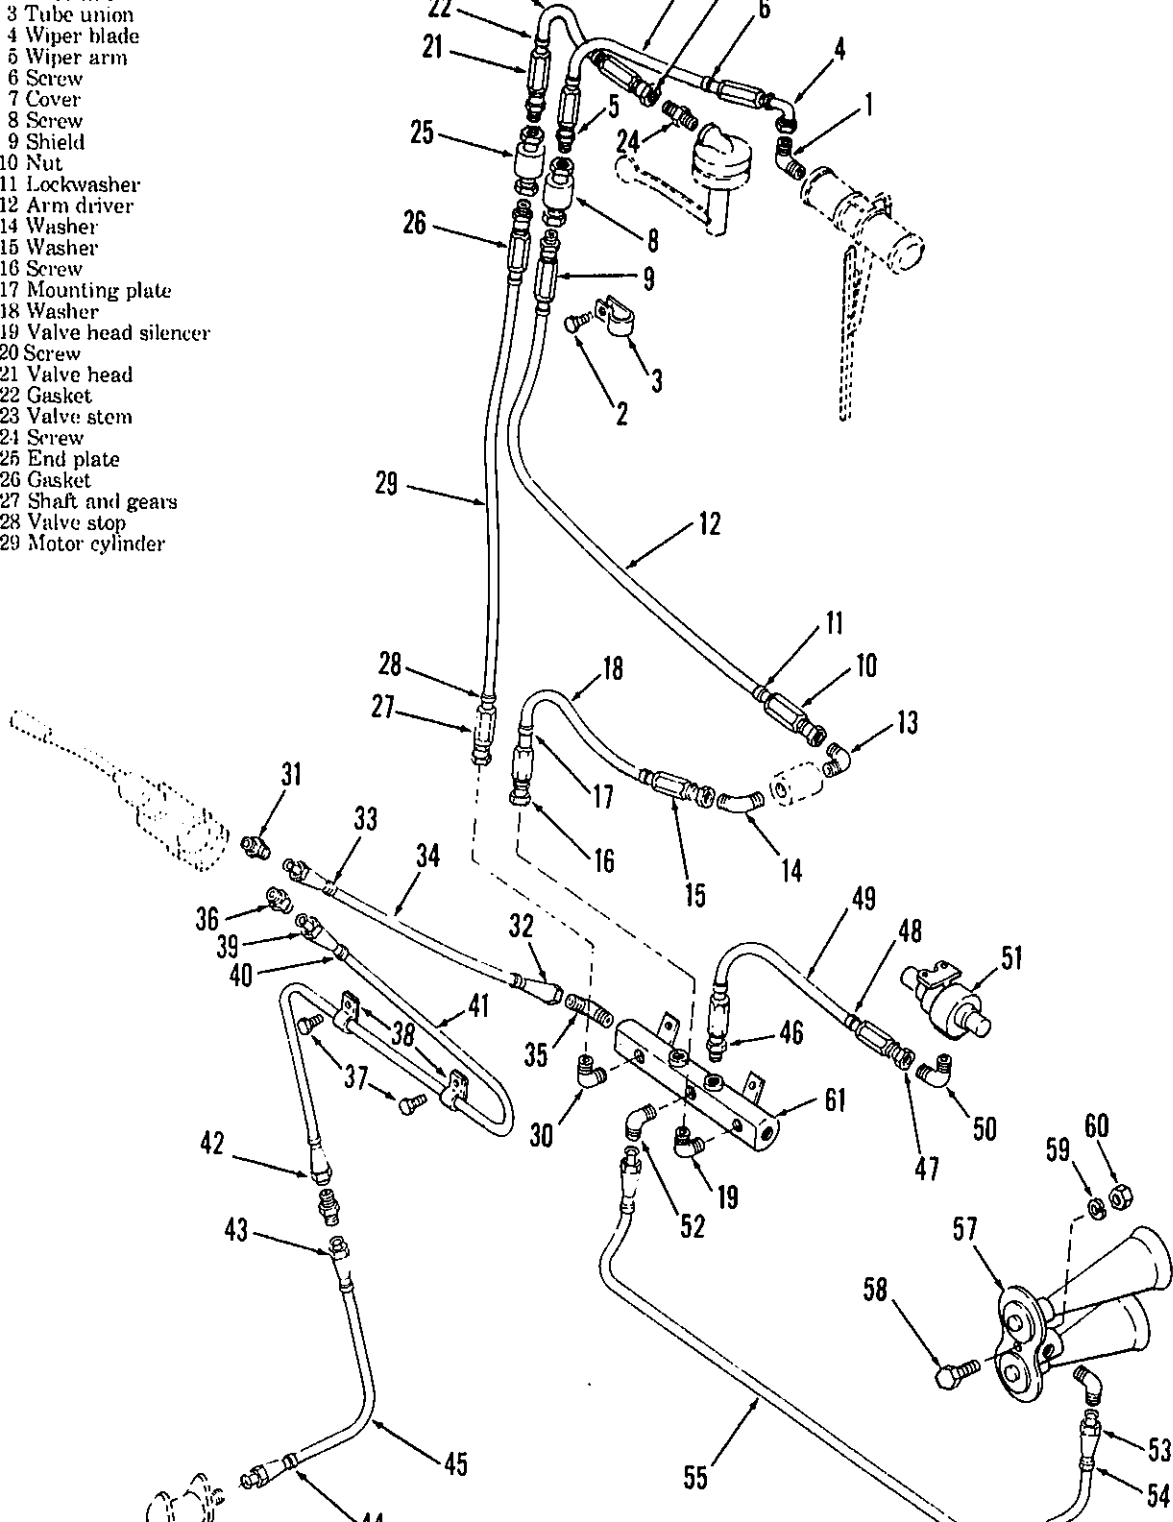 3 Tube union
4 Wiper blade
5 Wiper arm
6 Screw
7 Cover
8 Screw
9 Shield
10 Nut
11 Lockwasher
12 Arm driver
14 Washer
15 Washer
16 Screw
17 Mounting plate
18 Washer
19 Valve head silencer
20 Screw
21 Valve head
22 Gasket
23 Valve stem
24 Screw
25 End plate
26 Gasket
27 Shaft and gears
28 Valve stop
29 Motor cylinder
22
6
21
4
1
5
25
24
26
8
9
3
2
29
12
11
28
18
10
27
13
31
33
17
34
16
15
14
36
39
32
49
48
40
51
41
38
35
46
37
30
61
50
42
19
47
59
60
52
43
57
58
53
45
55
54
44